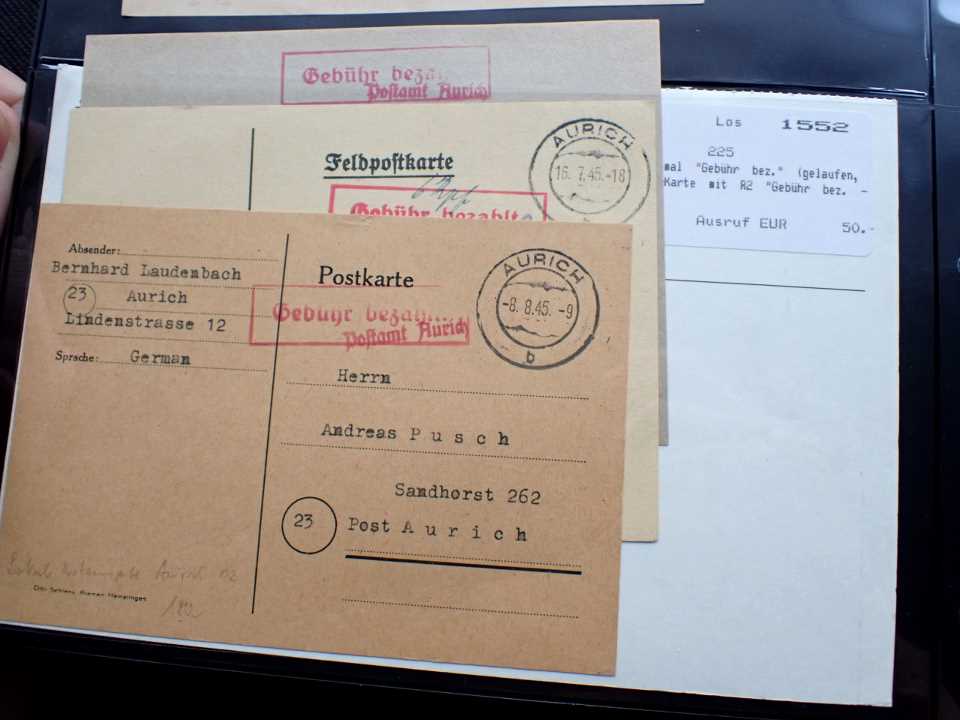 Gebühr beza
Postamt Aurich
Los 1552
225
mal "Gebühr bez." (gelaufen,
Karte mit R2 "Gebühr bez. -
Ausruf EUR 50.-
Feldpostkarte
AURICH
16. 7.45.-18
Gebühr bezahlt
Absender:
Bernhard Laudenbach
23 Aurich
Lindenstrasse 12
Sprache: German
Postkarte
Gebühr bezahlt
Postamt Aurich
AURICH
-8. 8.45. -9
b
Herrn
Andreas Pusch
Sandhorst 262
23 Post Aurich